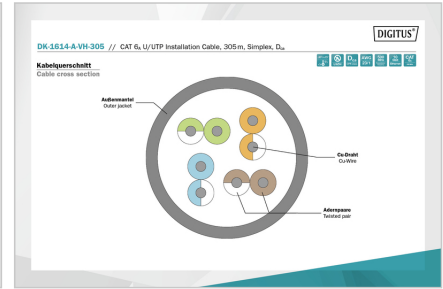 DIGITUS®
DK-1614-A-VH-305 // CAT 6A U/UTP Installation Cable, 305 m, Simplex, Dca
Kabelquerschnitt
Cable cross section
Außenmantel
Outer jacket
Cu-Draht
Cu-Wire
Adernpaare
Twisted pair